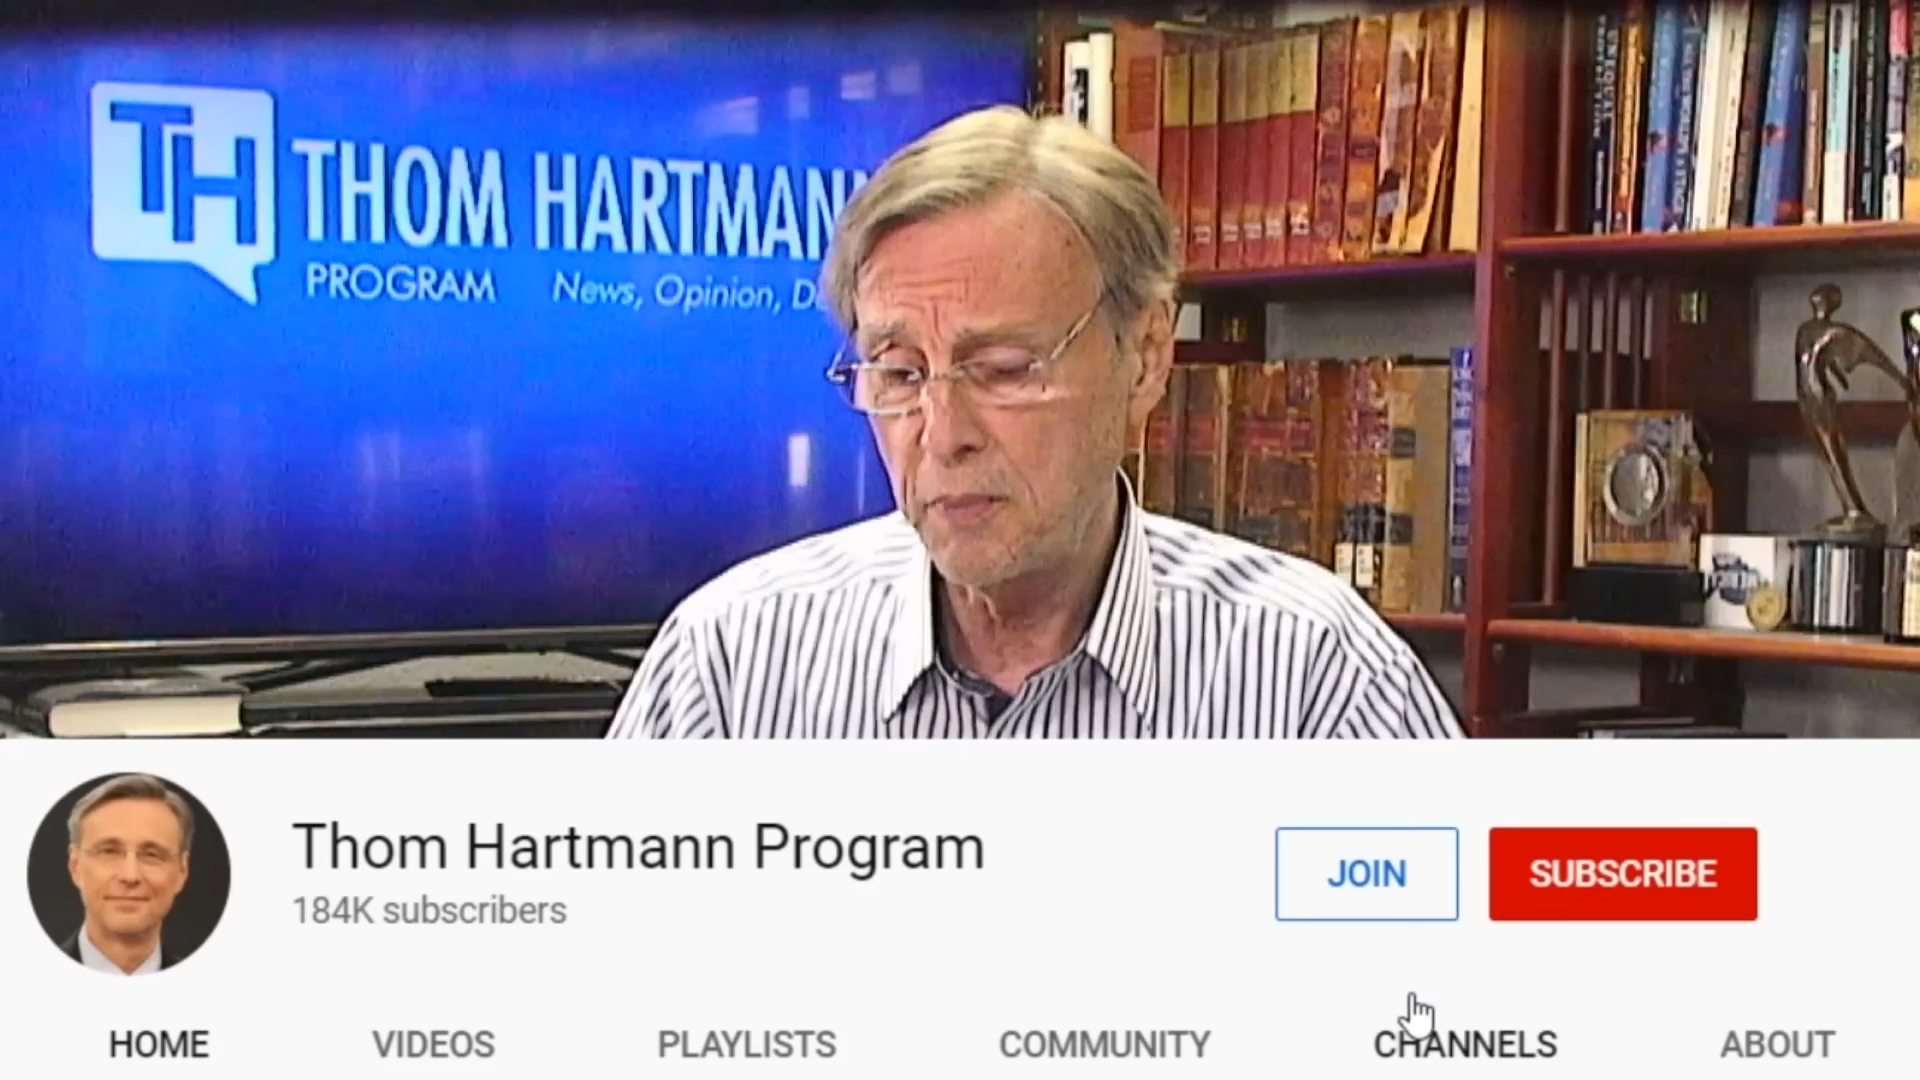 TH
THOM HARTMANN
PROGRAM
News, Opinion, D
Thom Hartmann Program
184K subscribers
JOIN
SUBSCRIBE
HOME
VIDEOS
PLAYLISTS
COMMUNITY
CHANNELS
ABOUT